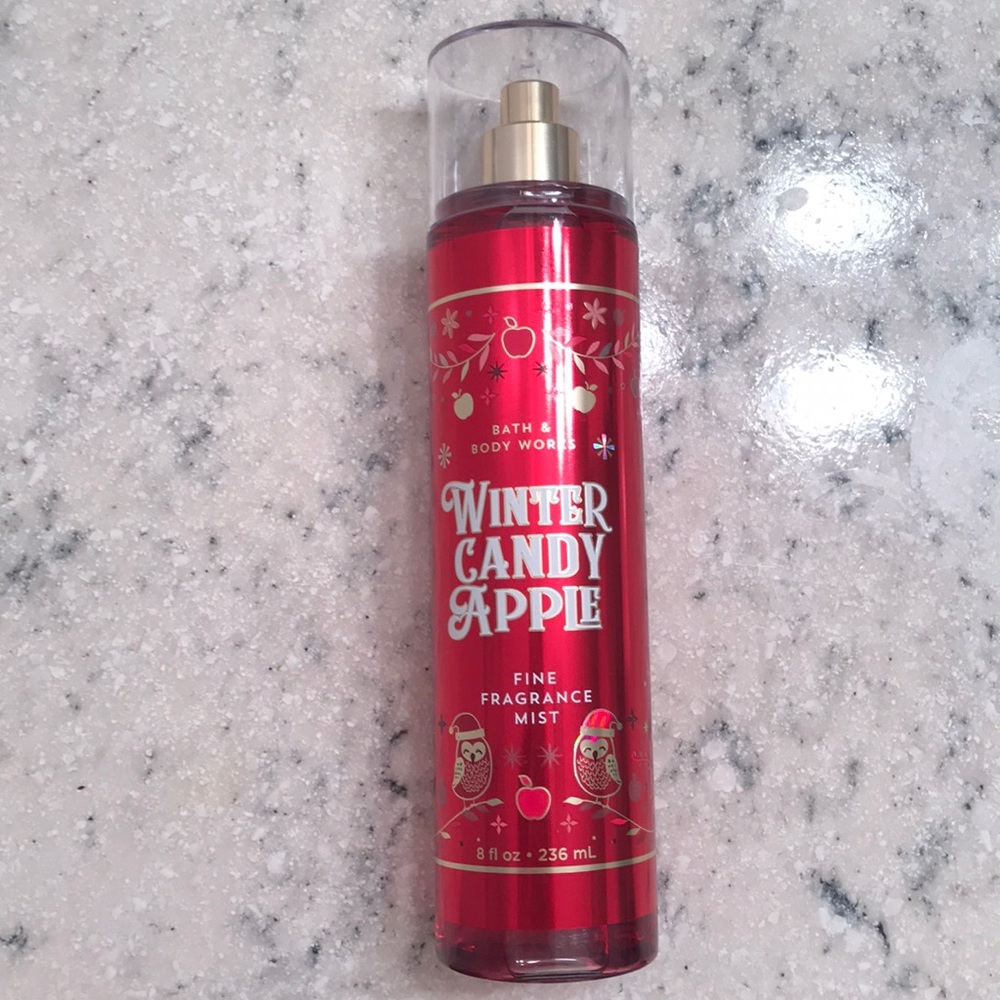 BATH &
BODY WORKS
WINTER
CANDY
APPLE
FINE
FRAGRANCE
MIST
8 fl oz • 236 mL